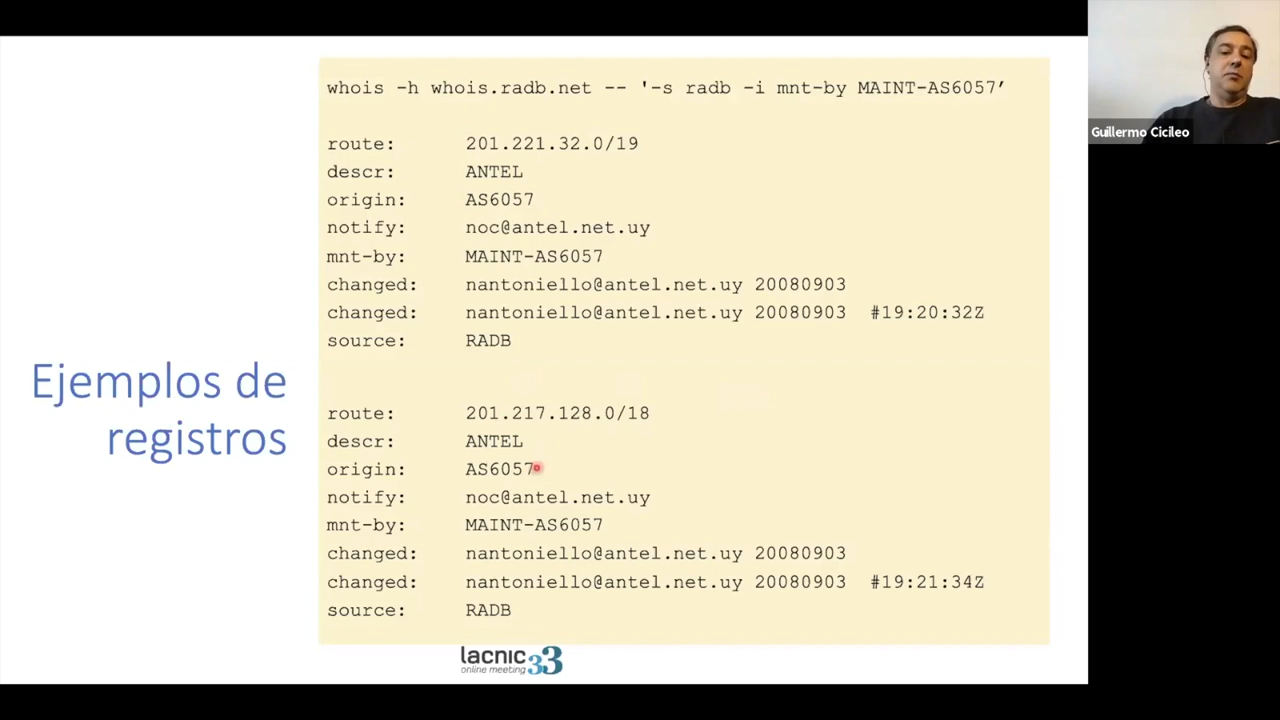 whois -h whois.radb.net -- '-s radb -i mnt-by MAINT-AS6057’
route: 201.221.32.0/19
descr: ANTEL
origin: AS6057
notify: noc@antel.net.uy
mnt-by: MAINT-AS6057
changed: nantoniello@antel.net.uy 20080903
changed: nantoniello@antel.net.uy 20080903 #19:20:32Z
source: RADB
route: 201.217.128.0/18
descr: ANTEL
origin: AS6057
notify: noc@antel.net.uy
mnt-by: MAINT-AS6057
changed: nantoniello@antel.net.uy 20080903
changed: nantoniello@antel.net.uy 20080903 #19:21:34Z
source: RADB
Ejemplos de
registros
lacnic 33
online meeting
Guillermo Cicileo